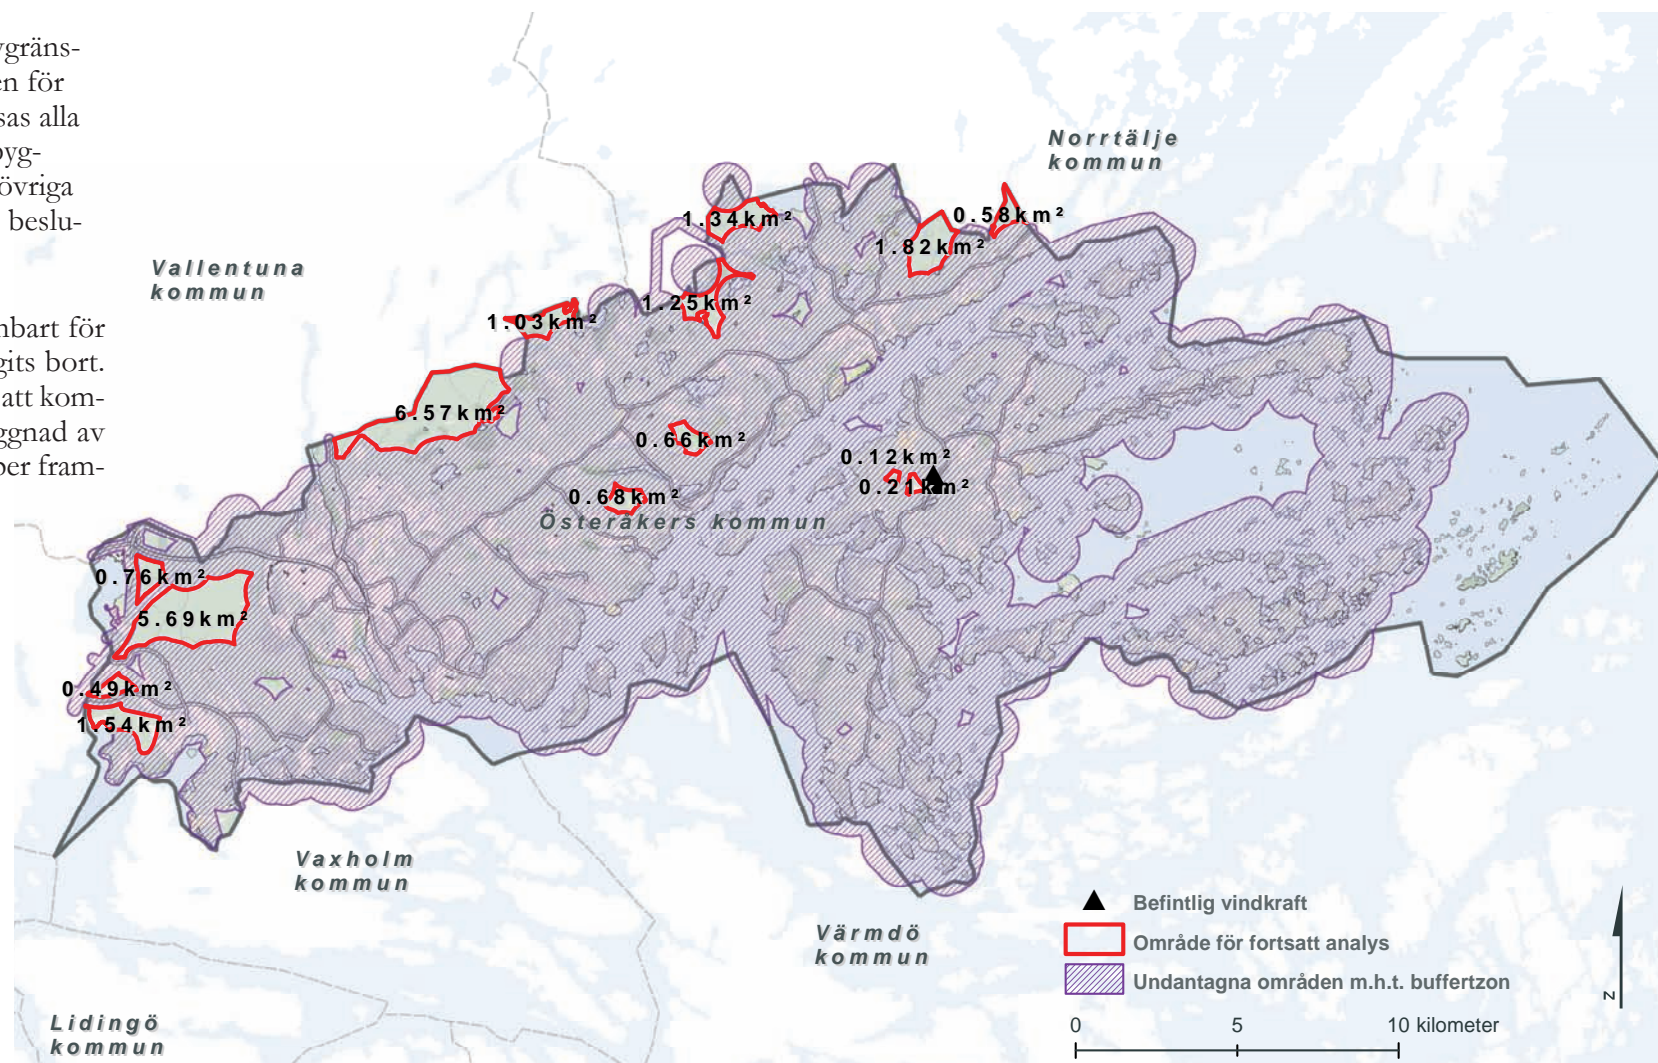 ygräns-
en för
sas alla
byg-
övriga
beslu-
nbart för
gits bort.
att kom-
ggnad av
per fram-
Norrtälje
kommun
Vallentuna
kommun
1.34km²
0.58km²
1.82km²
1.25km²
1.03km²
6.57km²
0.66km²
0.12km²
0.21km²
0.68km²
Österåkers kommun
0.76km²
5.69km²
0.49km²
1.54km²
Vaxholm
kommun
Värmdö
kommun
Lidingö
kommun
Befintlig vindkraft
Område för fortsatt analys
Undantagna områden m.h.t. buffertzon
0 5 10 kilometer
N